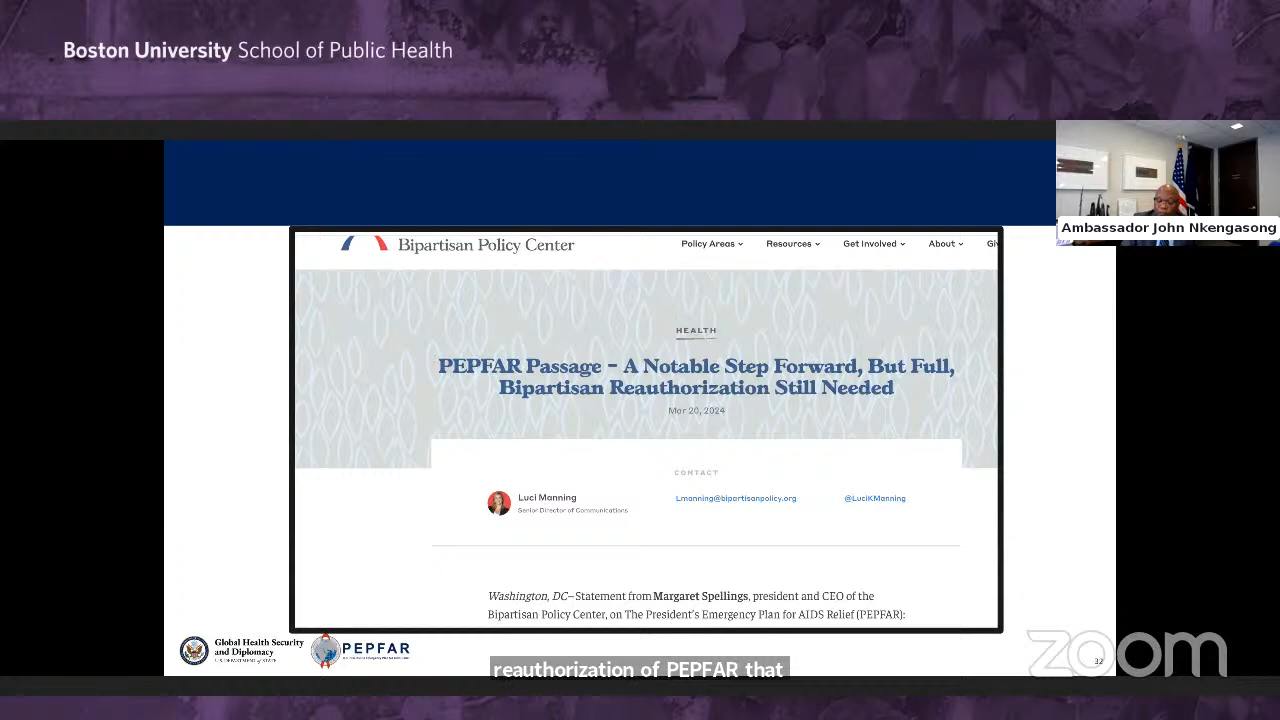 Boston University School of Public Health
Ambassador John Nkengasong
Bipartisan Policy Center
Policy Areas Resources Get Involved About Giv
HEALTH
PEPFAR Passage – A Notable Step Forward, But Full,
Bipartisan Reauthorization Still Needed
Mar 20, 2024
CONTACT
Luci Manning
Senior Director of Communications
Lmanning@bipartisanpolicy.org
@LuciKManning
Washington, DC– Statement from Margaret Spellings, president and CEO of the
Bipartisan Policy Center, on The President's Emergency Plan for AIDS Relief (PEPFAR):
Global Health Security
and Diplomacy
U.S. DEPARTMENT of STATE
PEPFAR
zoom
32
reauthorization of PEPFAR that